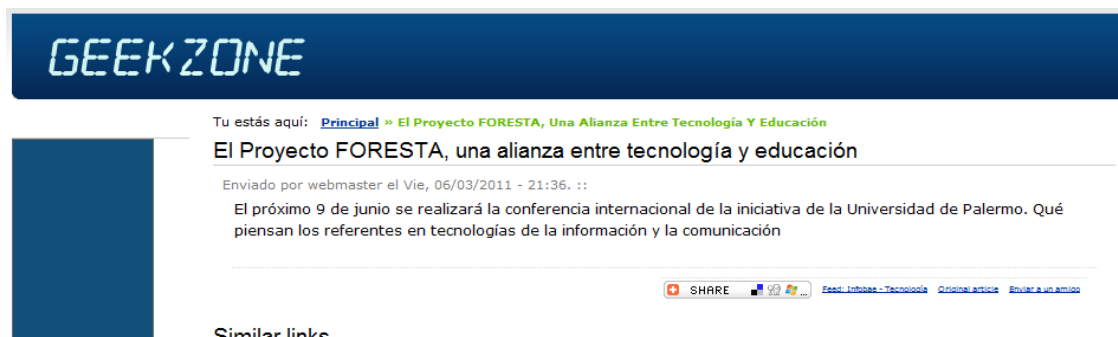 GEEKZONE
Tu estás aquí: Principal » El Proyecto FORESTA, Una Alianza Entre Tecnología Y Educación
El Proyecto FORESTA, una alianza entre tecnología y educación
Enviado por webmaster el Vie, 06/03/2011 - 21:36. ::
El próximo 9 de junio se realizará la conferencia internacional de la iniciativa de la Universidad de Palermo. Qué
piensan los referentes en tecnologías de la información y la comunicación
SHARE ... Feed: Infobae - Tecnología Original article Enviar a un amigo
Similar links